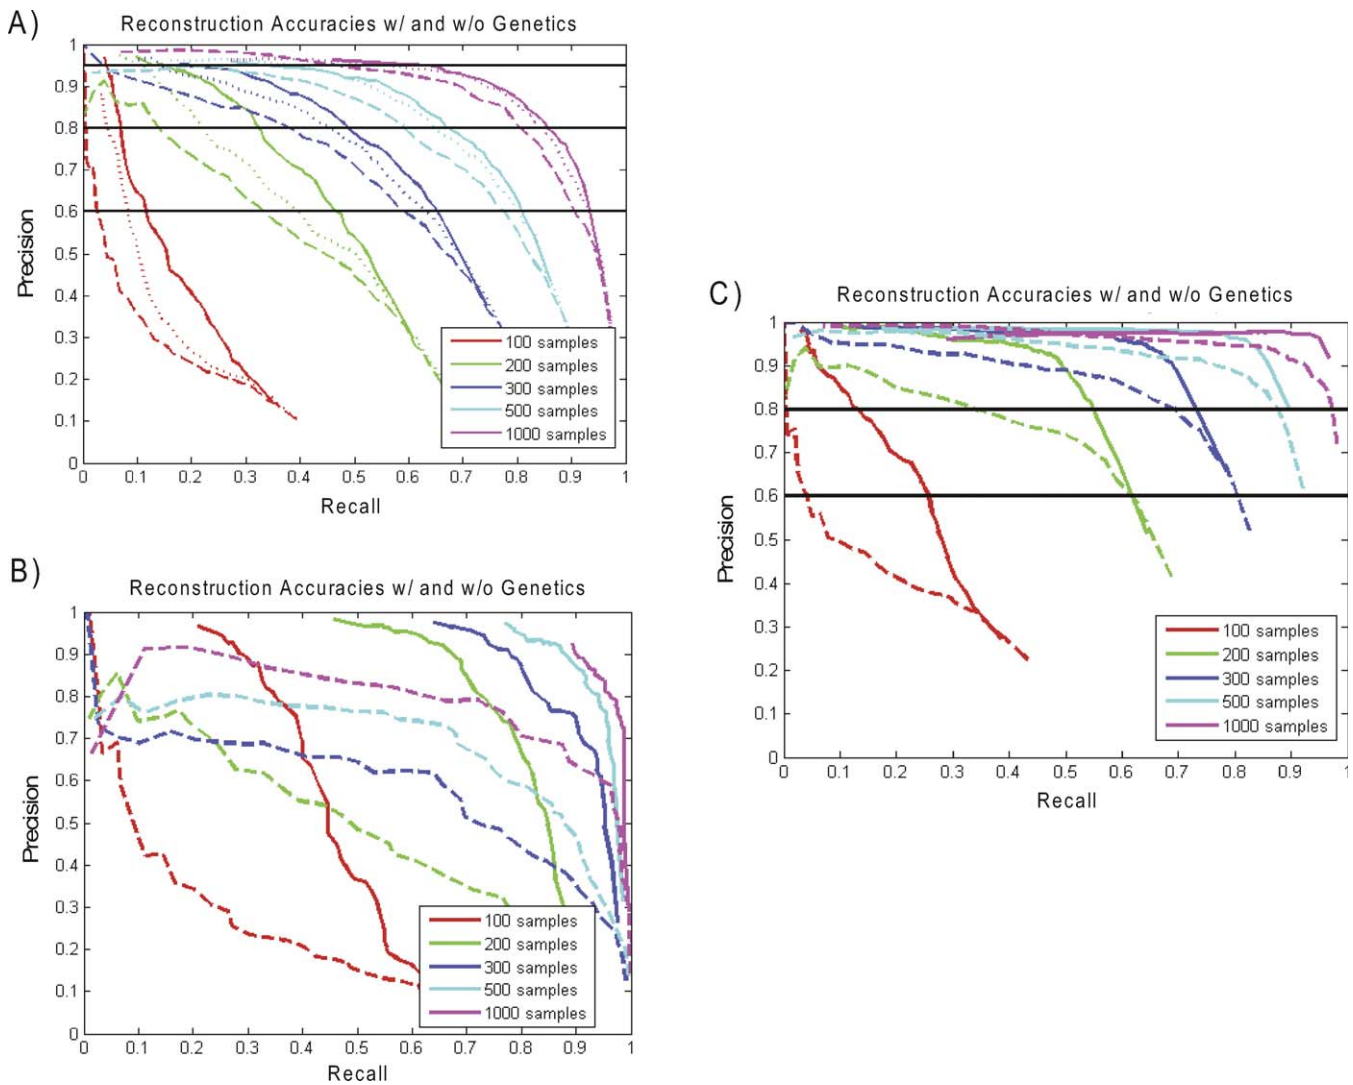 A)
Reconstruction Accuracies w/ and w/o Genetics
1
0.9
0.8
0.7
0.6
0.5
0.4
0.3
0.2
0.1
0
Precision
100 samples
200 samples
300 samples
500 samples
1000 samples
0 0.1 0.2 0.3 0.4 0.5 0.6 0.7 0.8 0.9 1
Recall
B)
Reconstruction Accuracies w/ and w/o Genetics
1
0.9
0.8
0.7
0.6
0.5
0.4
0.3
0.2
0.1
0
Precision
100 samples
200 samples
300 samples
500 samples
1000 samples
0 0.1 0.2 0.3 0.4 0.5 0.6 0.7 0.8 0.9 1
Recall
C)
Reconstruction Accuracies w/ and w/o Genetics
1
0.9
0.8
0.7
0.6
0.5
0.4
0.3
0.2
0.1
0
Precision
100 samples
200 samples
300 samples
500 samples
1000 samples
0 0.1 0.2 0.3 0.4 0.5 0.6 0.7 0.8 0.9 1
Recall